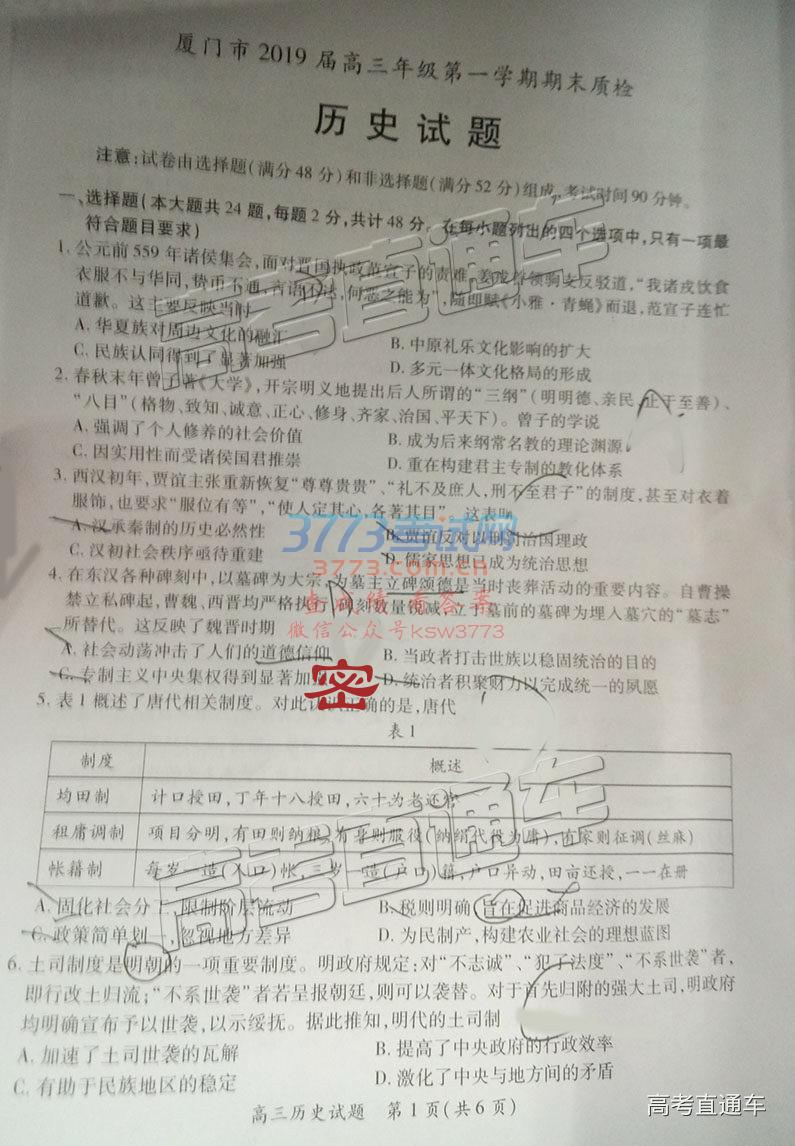 厦门市2019届高三年级第一学期期末质检
历史试题
注意:试卷由选择题(满分48分)和非选择题(满分52分)组成,考试时间90分钟。
一、选择题(本大题共24题,每题2分,共计48分。在每小题列出的四个选项中,只有一项最
符合题目要求)
1. 公元前559年诸侯集会,面对晋国执政范宣子的责难,姜戎首领驹支反驳道,“我诸戎饮食
衣服不与华同,贽币不通,言语不达,何恶之能为”,随即赋《小雅·青蝇》而退,范宣子连忙
道歉。这主要反映当时
A. 华夏族对周边文化的融汇
B. 中原礼乐文化影响的扩大
C. 民族认同得到了显著加强
D. 多元一体文化格局的形成
2. 春秋末年曾子著《大学》,开宗明义地提出后人所谓的“三纲”(明明德、亲民、止于至善)、
“八目”(格物、致知、诚意、正心、修身、齐家、治国、平天下)。曾子的学说
A. 强调了个人修养的社会价值
B. 成为后来纲常名教的理论渊源
C. 因实用性而受诸侯国君推崇
D. 重在构建君主专制的教化体系
3. 西汉初年,贾谊主张重新恢复“尊尊贵贵”、“礼不及庶人,刑不至君子”的制度,甚至对衣着
服饰,也要求“服位有等”,“使人定其心,各著其目”。这表明
A. 汉承秦制的历史必然性
B. 贾谊反对以刑罚治国理政
C. 汉初社会秩序亟待重建
D. 儒家思想已成为统治思想
4. 在东汉各种碑刻中,以墓碑为大宗,为墓主立碑颂德是当时丧葬活动的重要内容。自曹操
禁立私碑起,曹魏、西晋均严格执行,碑刻数量锐减,立于墓前的墓碑为埋入墓穴的“墓志”
所替代。这反映了魏晋时期
A. 社会动荡冲击了人们的道德信仰
B. 当政者打击世族以稳固统治的目的
C. 专制主义中央集权得到显著加强
D. 统治者积聚财力以完成统一的夙愿
5. 表1概述了唐代相关制度。对此认识正确的是,唐代
表1
制度 概述
均田制 计口授田,丁年十八授田,六十为老还官
租庸调制 项目分明,有田则纳租,有身则服役(纳绢代役为庸),有家则征调(丝麻)
帐籍制 每岁一造(人口)帐,三岁一造(户口)籍,户口异动,田亩还授,一一在册
A. 固化社会分工,限制阶层流动
B. 税则明确,旨在促进商品经济的发展
C. 政策简单划一,忽视地方差异
D. 为民制产,构建农业社会的理想蓝图
6. 土司制度是明朝的一项重要制度。明政府规定:对“不志诚”、“犯了法度”、“不系世袭”者,
即行改土归流;“不系世袭”者若呈报朝廷,则可以袭替。对于首先归附的强大土司,明政府
均明确宣布予以世袭,以示绥抚。据此推知,明代的土司制
A. 加速了土司世袭的瓦解
B. 提高了中央政府的行政效率
C. 有助于民族地区的稳定
D. 激化了中央与地方间的矛盾
高三历史试题 第1页(共6页)
高考直通车
高考直通车
3773考试网
3773.com.cn
查成绩 看答案
微信公众号ksw3773
密
高考直通车